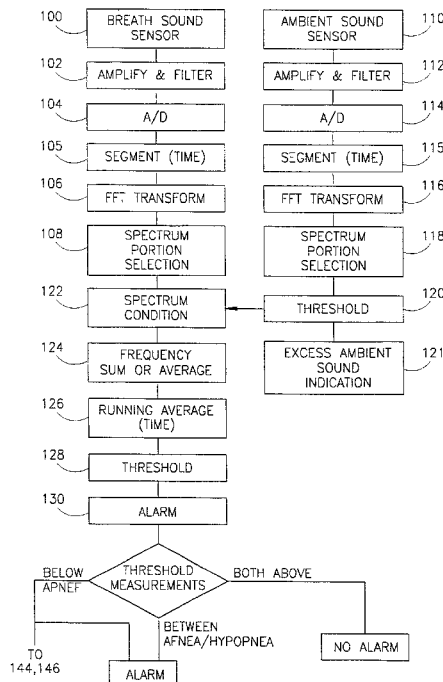 100
BREATH SOUND
SENSOR
102
AMPLIFY & FILTER
104
A/D
105
SEGMENT (TIME)
106
FFT TRANSFORM
108
SPECTRUM
PORTION
SELECTION
122
SPECTRUM
CONDITION
124
FREQUENCY
SUM OR AVERAGE
126
RUNNING AVERAGE
(TIME)
128
THRESHOLD
130
ALARM
AMBIENT SOUND
SENSOR
110
AMPLIFY & FILTER
112
A/D
114
SEGMENT (TIME)
115
FFT TRANSFORM
116
SPECTRUM
PORTION
SELECTION
118
THRESHOLD
120
EXCESS AMBIENT
SOUND
INDICATION
121
THRESHOLD
MEASUREMENTS
BELOW
APNEF
BOTH ABOVE
BETWEEN
AFNEA/HYPOPNEA
TO
144,146
ALARM
NO ALARM